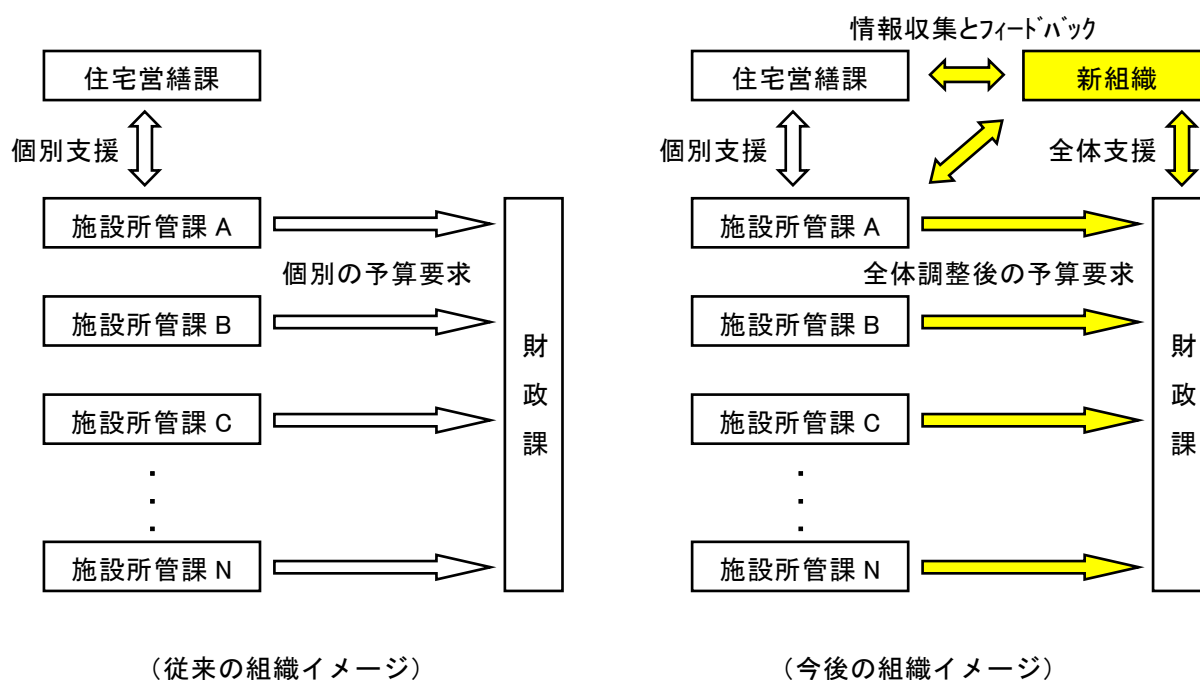 住宅営繕課
個別支援
施設所管課 A
個別の予算要求
施設所管課 B
施設所管課 C
・
・
・
施設所管課 N
財
政
課
（従来の組織イメージ）
情報収集とフィードバック
住宅営繕課
新組織
個別支援
全体支援
施設所管課 A
全体調整後の予算要求
施設所管課 B
施設所管課 C
・
・
・
施設所管課 N
財
政
課
（今後の組織イメージ）